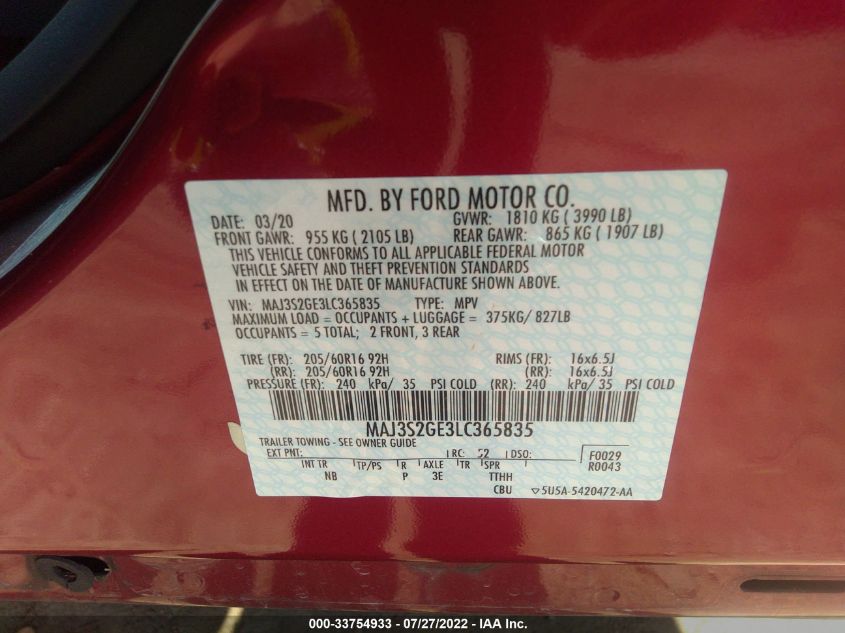 MFD. BY FORD MOTOR CO.
DATE: 03/20 GVWR: 1810 KG ( 3990 LB)
FRONT GAWR: 955 KG ( 2105 LB) REAR GAWR: 865 KG ( 1907 LB)
THIS VEHICLE CONFORMS TO ALL APPLICABLE FEDERAL MOTOR
VEHICLE SAFETY AND THEFT PREVENTION STANDARDS
IN EFFECT ON THE DATE OF MANUFACTURE SHOWN ABOVE.
VIN: MAJ3S2GE3LC365835 TYPE: MPV
MAXIMUM LOAD = OCCUPANTS + LUGGAGE = 375KG/ 827LB
OCCUPANTS = 5 TOTAL; 2 FRONT, 3 REAR
TIRE (FR): 205/60R16 92H RIMS (FR): 16x6.5J
(RR): 205/60R16 92H (RR): 16x6.5J
PRESSURE (FR): 240 kPa/ 35 PSI COLD (RR): 240 kPa/ 35 PSI COLD
MAJ3S2GE3LC365835
TRAILER TOWING - SEE OWNER GUIDE
EXT PNT: RC: 52 DSO: F0029
R0043
INT TR TP/PS R AXLE TR SPR
NB P 3E TTHH
CBU 5U5A-5420472-AA
000-33754933 - 07/27/2022 - IAA Inc.